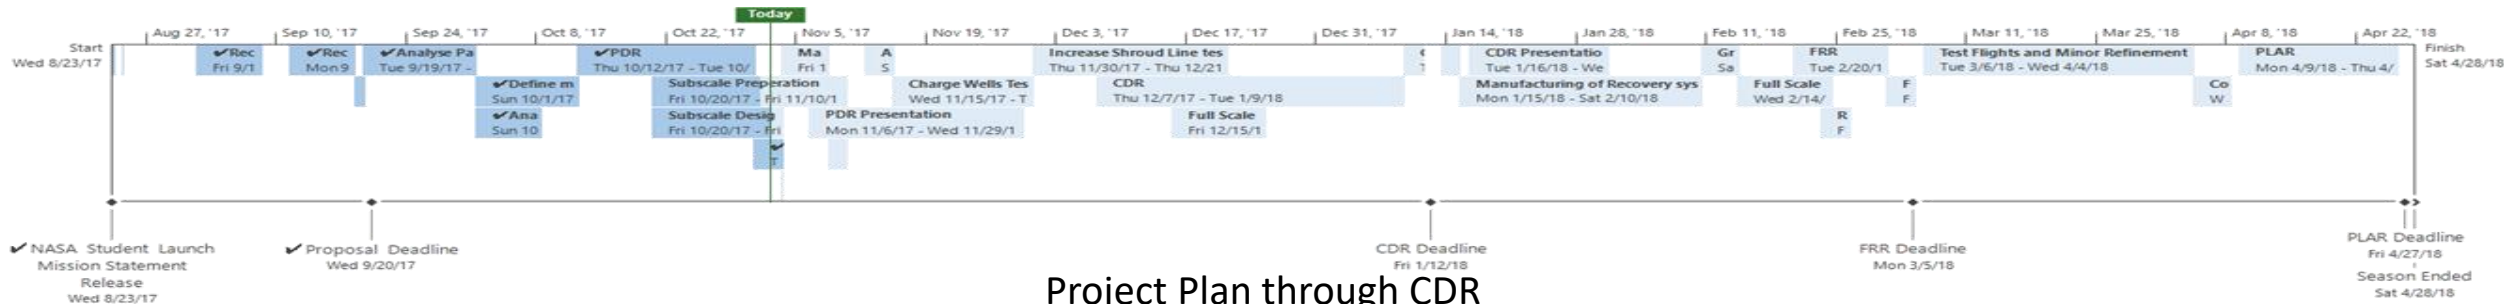 Today
Aug 27, '17 Sep 10, '17 Sep 24, '17 Oct 8, '17 Oct 22, '17 Nov 5, '17 Nov 19, '17 Dec 3, '17 Dec 17, '17 Dec 31, '17 Jan 14, '18 Jan 28, '18 Feb 11, '18 Feb 25, '18 Mar 11, '18 Mar 25, '18 Apr 8, '18 Apr 22, '18
Start
Wed 8/23/17
✔Rec ✔Rec ✔Analyse Pa ✔PDR Ma A Increase Shroud Line tes CDR Presentatio Gr FRR Test Flights and Minor Refinement PLAR
Fri 9/1 Mon 9 Tue 9/19/17 - Thu 10/12/17 - Tue 10/ Fri 1 S Thu 11/30/17 - Thu 12/21 Tue 1/16/18 - We Sa Tue 2/20/1 Tue 3/6/18 - Wed 4/4/18 Mon 4/9/18 - Thu 4/
Finish
Sat 4/28/18
✔Define m Subscale Preperation Charge Wells Tes CDR Manufacturing of Recovery sys Full Scale F Co
Sun 10/1/17 Fri 10/20/17 - Fri 11/10/1 Wed 11/15/17 - T Thu 12/7/17 - Tue 1/9/18 Mon 1/15/18 - Sat 2/10/18 Wed 2/14/ F W
✔Ana Subscale Desig PDR Presentation Full Scale R
Sun 10 Fri 10/20/17 - Fri Mon 11/6/17 - Wed 11/29/1 Fri 12/15/1 F
✔
T
✔NASA Student Launch
Mission Statement
Release
Wed 8/23/17
✔Proposal Deadline
Wed 9/20/17
CDR Deadline
Fri 1/12/18
FRR Deadline
Mon 3/5/18
PLAR Deadline
Fri 4/27/18
Season Ended
Sat 4/28/18
Project Plan through CDR